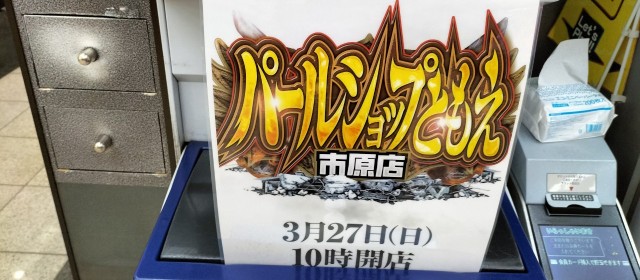 パールショップともえ
市原店
3月27日(日)
10時開店
Let's